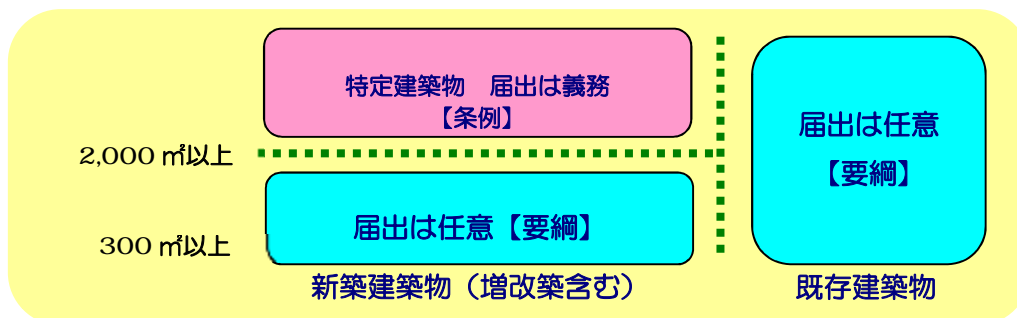 特定建築物　届出は義務
【条例】
2,000 ㎡以上
届出は任意【要綱】
300 ㎡以上
新築建築物（増改築含む）
届出は任意
【要綱】
既存建築物